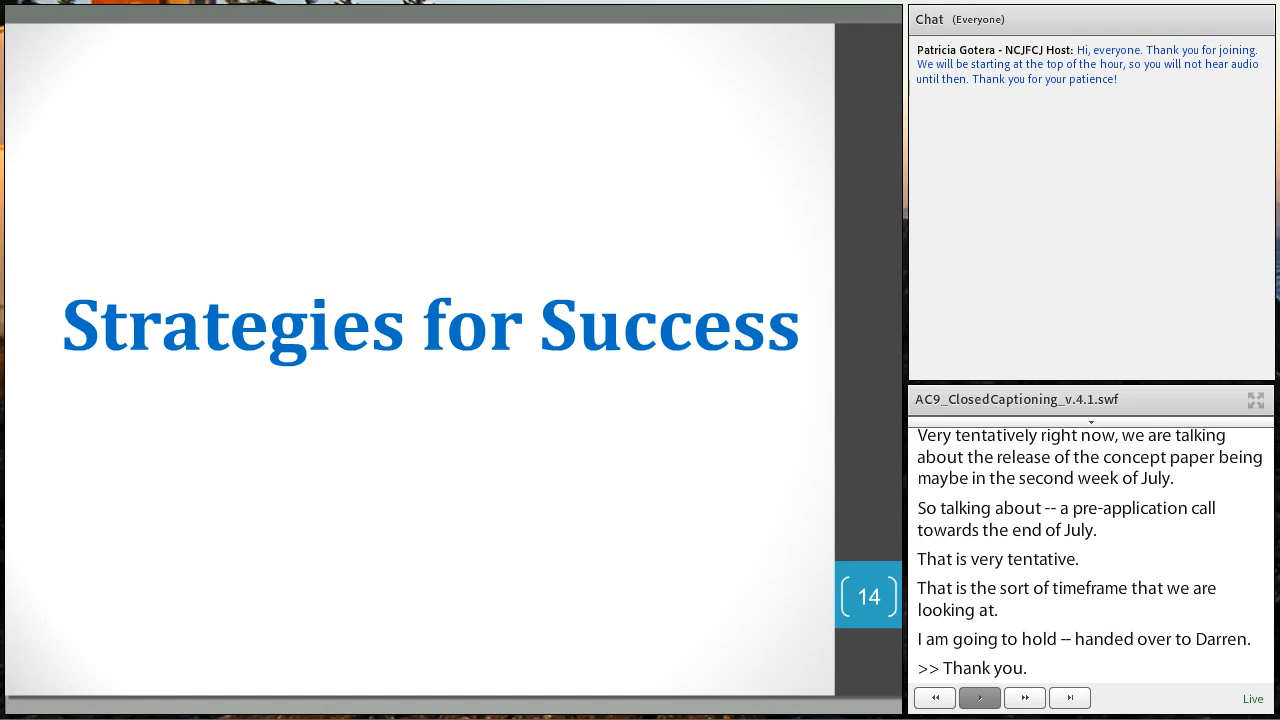 Strategies for Success
14
Chat (Everyone)
Patricia Gotera - NCJFCJ Host: Hi, everyone. Thank you for joining.
We will be starting at the top of the hour, so you will not hear audio
until then. Thank you for your patience!
AC9_ClosedCaptioning_v.4.1.swf
Very tentatively right now, we are talking
about the release of the concept paper being
maybe in the second week of July.
So talking about -- a pre-application call
towards the end of July.
That is very tentative.
That is the sort of timeframe that we are
looking at.
I am going to hold -- handed over to Darren.
>> Thank you.
Live